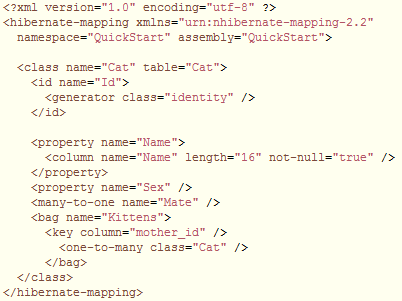 <?xml version="1.0" encoding="utf-8" ?>
<hibernate-mapping xmlns="urn:nhibernate-mapping-2.2"
  namespace="QuickStart" assembly="QuickStart">

  <class name="Cat" table="Cat">
    <id name="Id">
      <generator class="identity" />
    </id>

    <property name="Name">
      <column name="Name" length="16" not-null="true" />
    </property>
    <property name="Sex" />
    <many-to-one name="Mate" />
    <bag name="Kittens">
      <key column="mother_id" />
        <one-to-many class="Cat" />
      </bag>
  </class>
</hibernate-mapping>